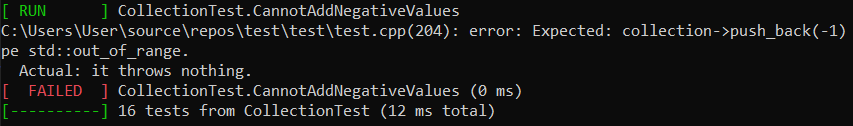 [ RUN      ] CollectionTest.CannotAddNegativeValues
C:\Users\User\source\repos\test\test\test.cpp(204): error: Expected: collection->push_back(-1)
pe std::out_of_range.
  Actual: it throws nothing.
[  FAILED  ] CollectionTest.CannotAddNegativeValues (0 ms)
[----------] 16 tests from CollectionTest (12 ms total)